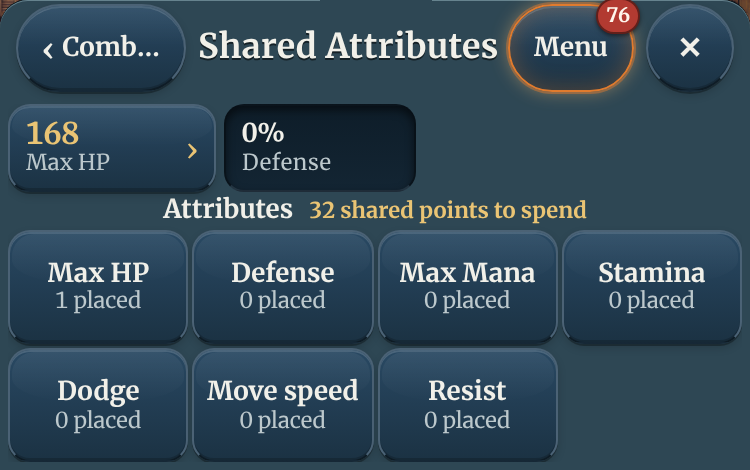 ‹ Comb...
Shared Attributes
Menu
76
×
168
Max HP
›
0%
Defense
Attributes 32 shared points to spend
Max HP
1 placed
Defense
0 placed
Max Mana
0 placed
Stamina
0 placed
Dodge
0 placed
Move speed
0 placed
Resist
0 placed